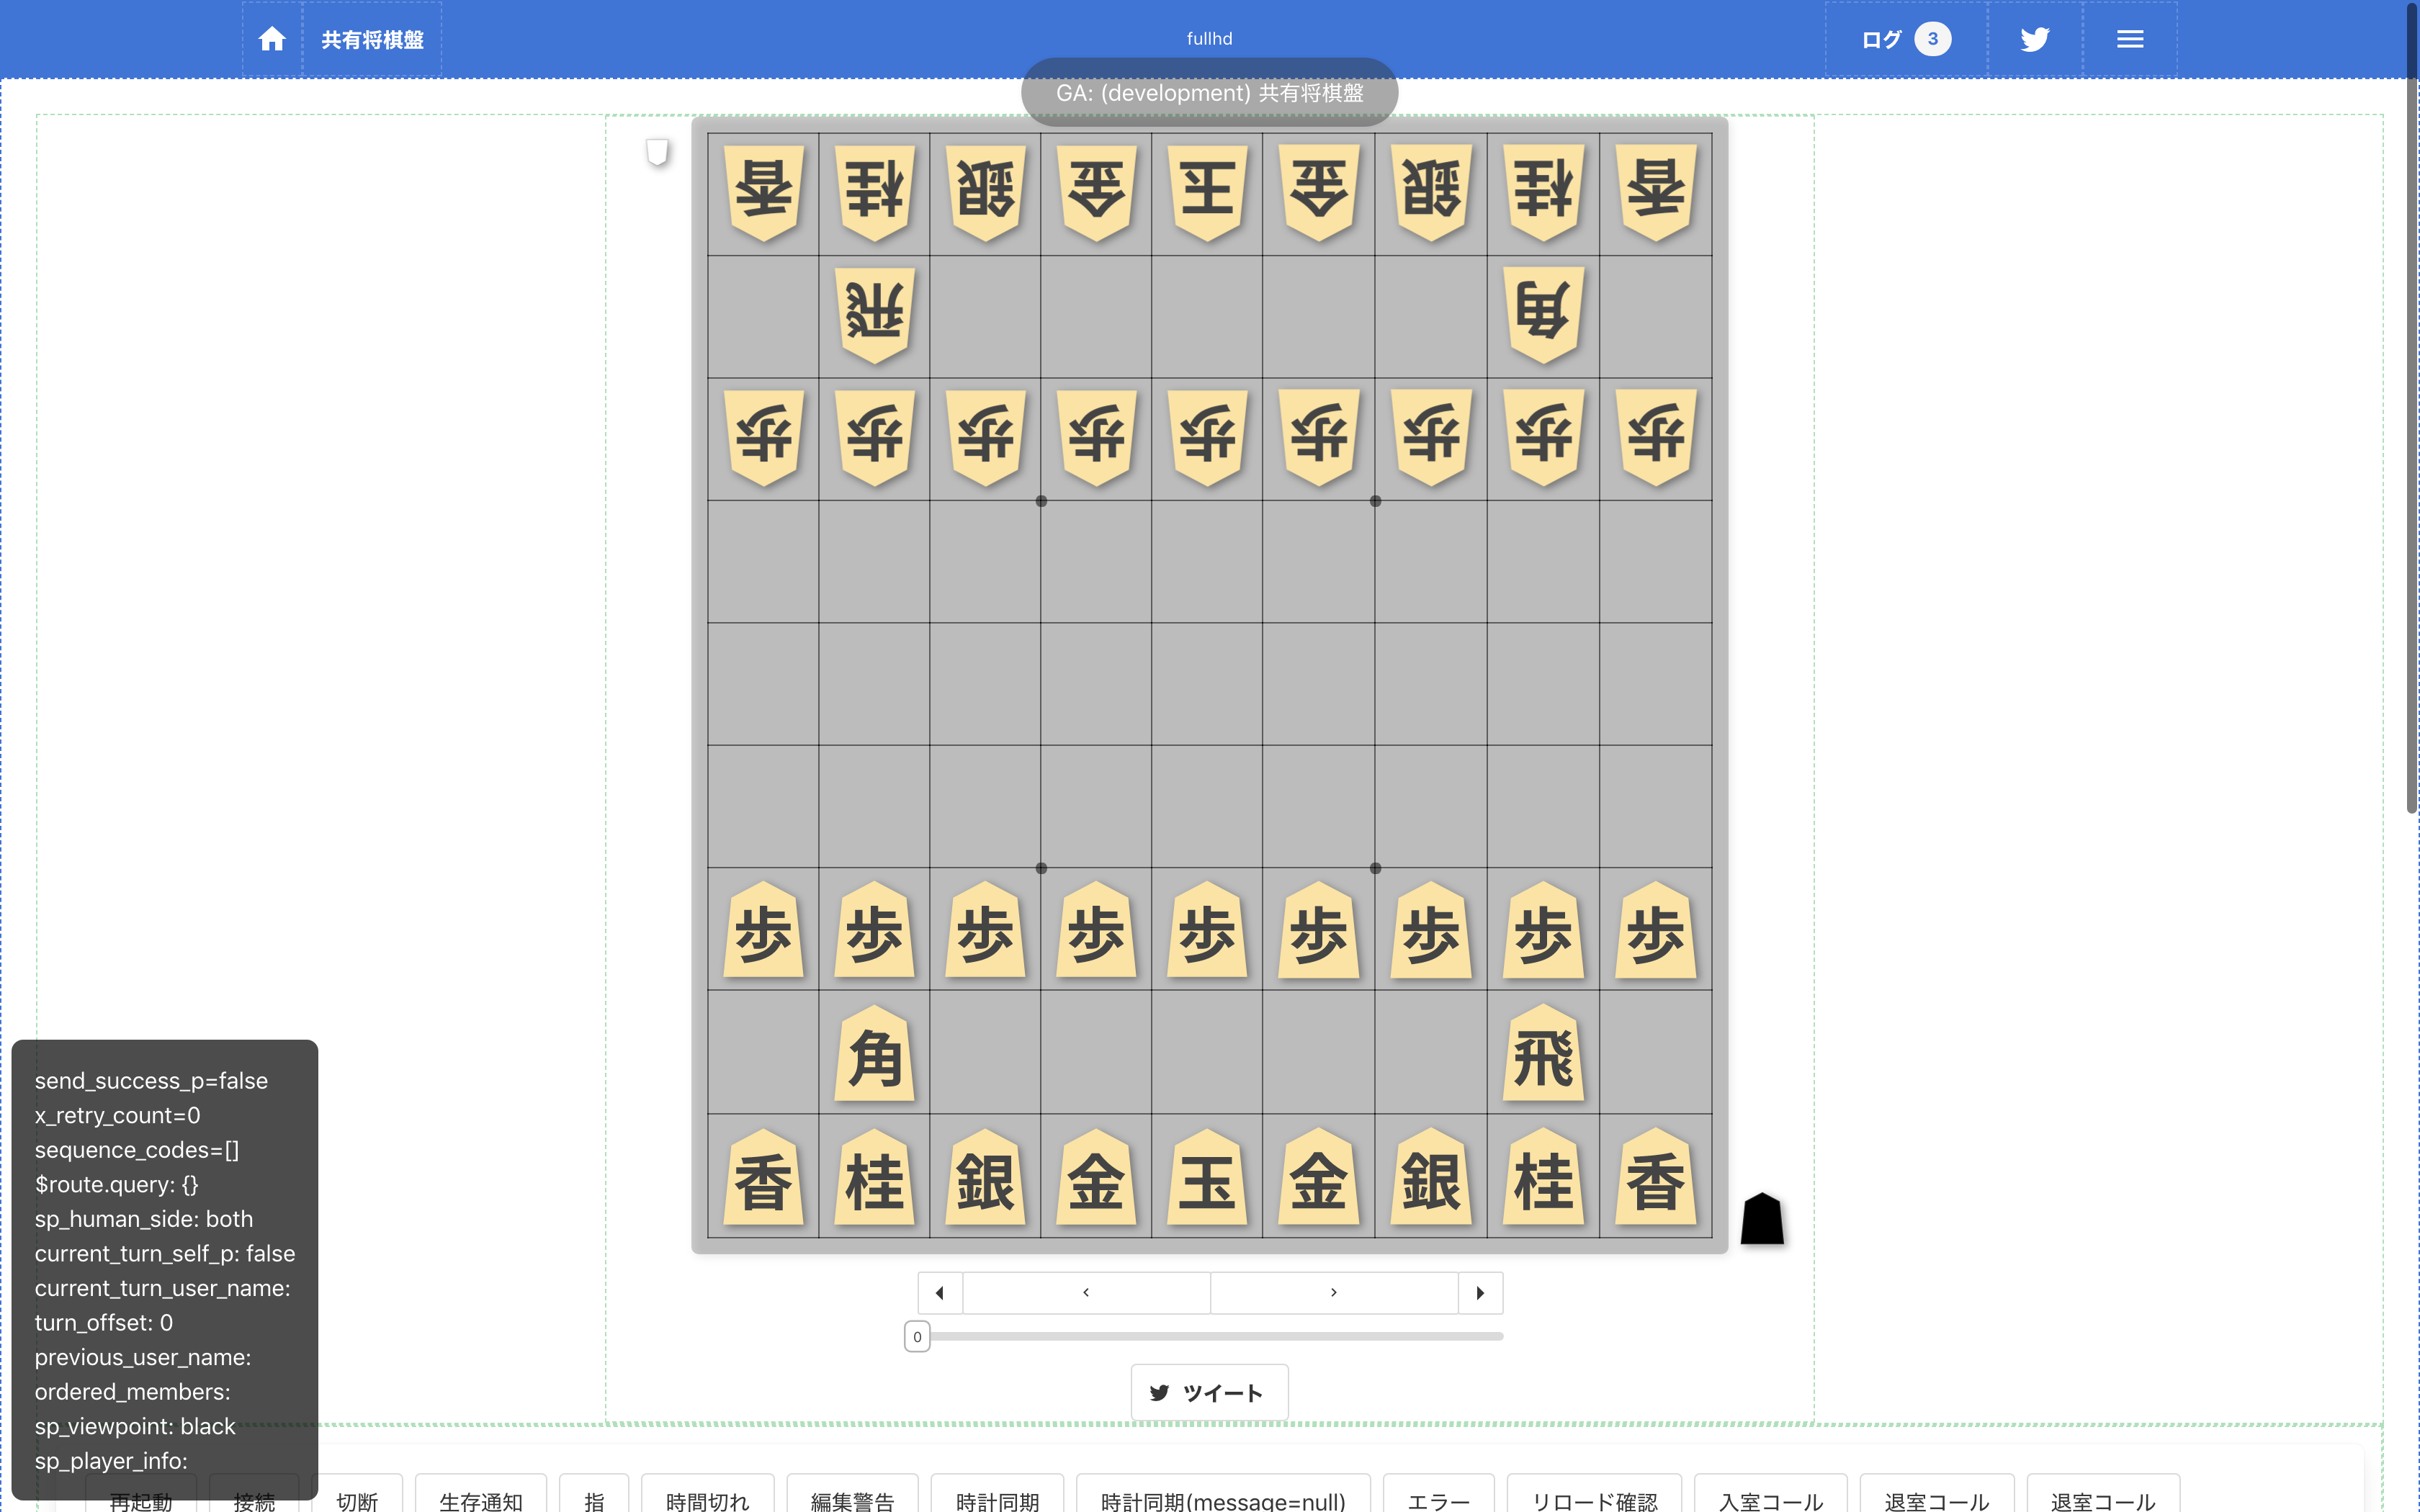 共有将棋盤
fullhd
ログ 3
GA: (development) 共有将棋盤
香桂銀金玉金銀桂香
飛角
歩歩歩歩歩歩歩歩歩
歩歩歩歩歩歩歩歩歩
角飛
香桂銀金玉金銀桂香
0
ツイート
send_success_p=false
x_retry_count=0
sequence_codes=[]
$route.query: {}
sp_human_side: both
current_turn_self_p: false
current_turn_user_name:
turn_offset: 0
previous_user_name:
ordered_members:
sp_viewpoint: black
sp_player_info:
再起動 接続 切断 生存通知 指 時間切れ 編集警告 時計同期 時計同期(message=null) エラー リロード確認 入室コール 退室コール 退室コール